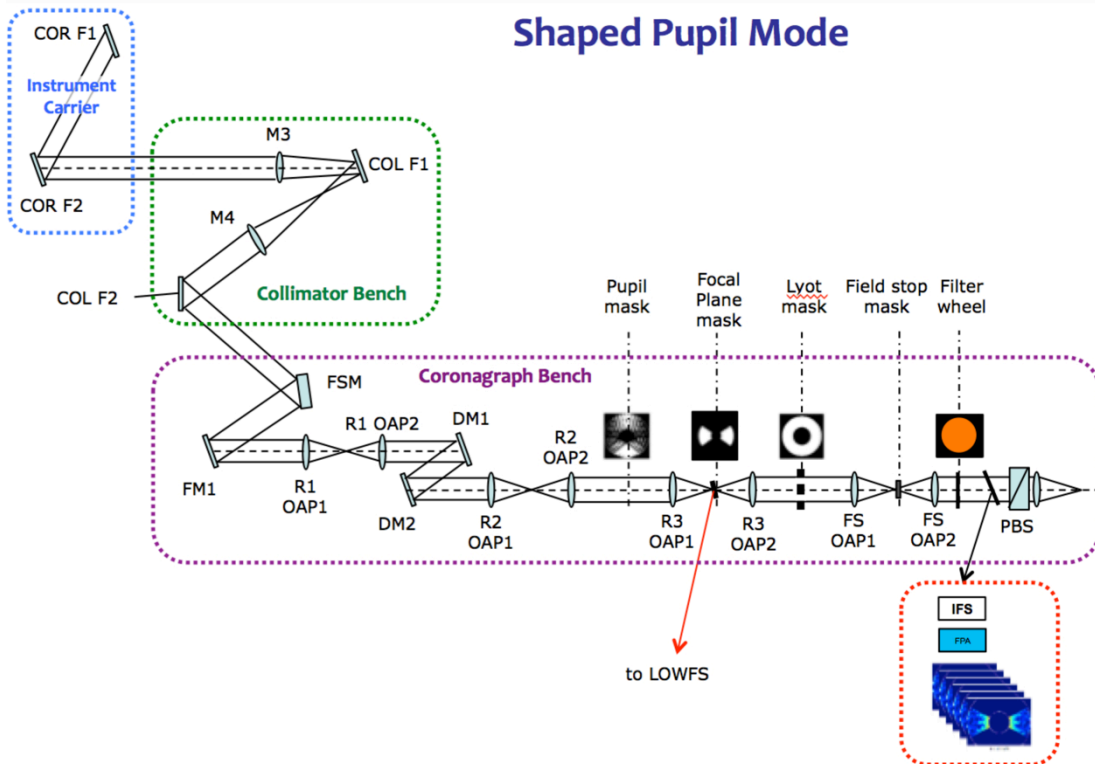 Shaped Pupil Mode
COR F1
Instrument
Carrier
COR F2
M3
COL F1
M4
COL F2
Collimator Bench
Pupil
mask
Focal
Plane
mask
Lyot
mask
Field stop
mask
Filter
wheel
Coronagraph Bench
FSM
R1 OAP2
DM1
R2
OAP2
FM1
R1
OAP1
DM2
R2
OAP1
R3
OAP1
R3
OAP2
FS
OAP1
FS
OAP2
PBS
to LOWFS
IFS
FPA